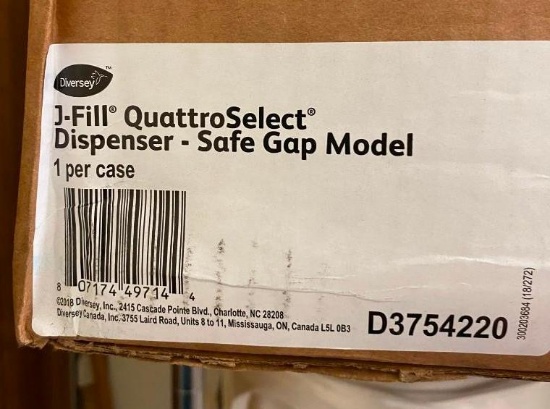 Diversey™
J-Fill® QuattroSelect®
Dispenser - Safe Gap Model
1 per case
8 07174 49714 4
©2018 Diversey, Inc., 2415 Cascade Pointe Blvd., Charlotte, NC 28208
Diversey Canada, Inc. 3755 Laird Road, Units 8 to 11, Mississauga, ON, Canada L5L 0B3
D3754220
300203684 (18/272)